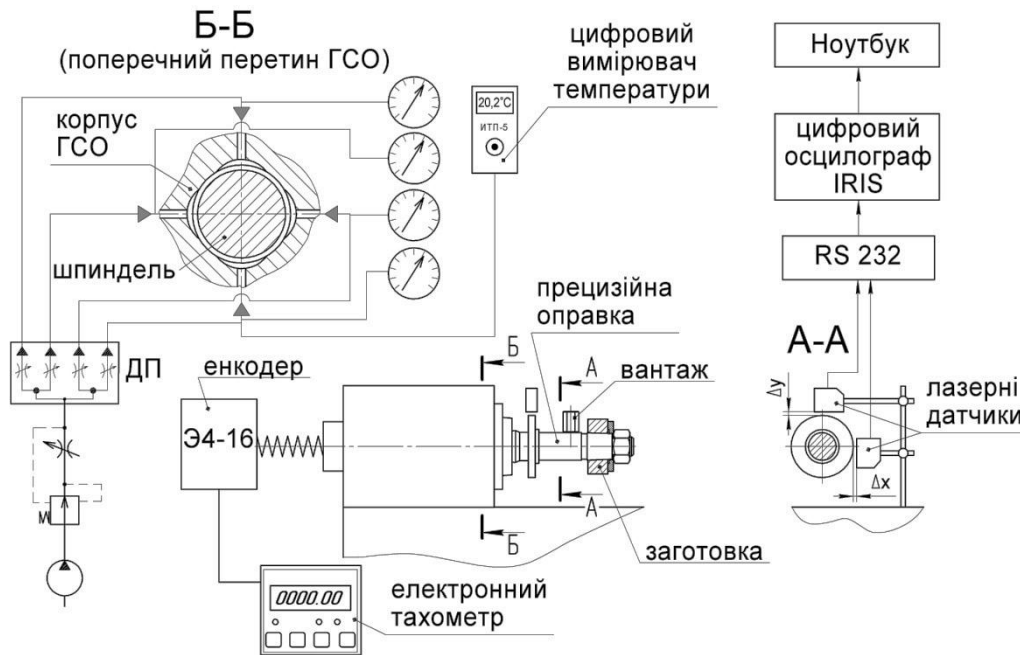 Б-Б
(поперечний перетин ГСО)
корпус
ГСО
шпиндель
цифровий
вимірювач
температури
20,2°С
ИТП-5
Ноутбук
цифровий
осцилограф
IRIS
RS 232
прецизійна
оправка
А-А
ДП
енкодер
Б
А
вантаж
Δy
лазерні
датчики
Э4-16
Δx
А
Б
заготовка
0000.00
електронний
тахометр